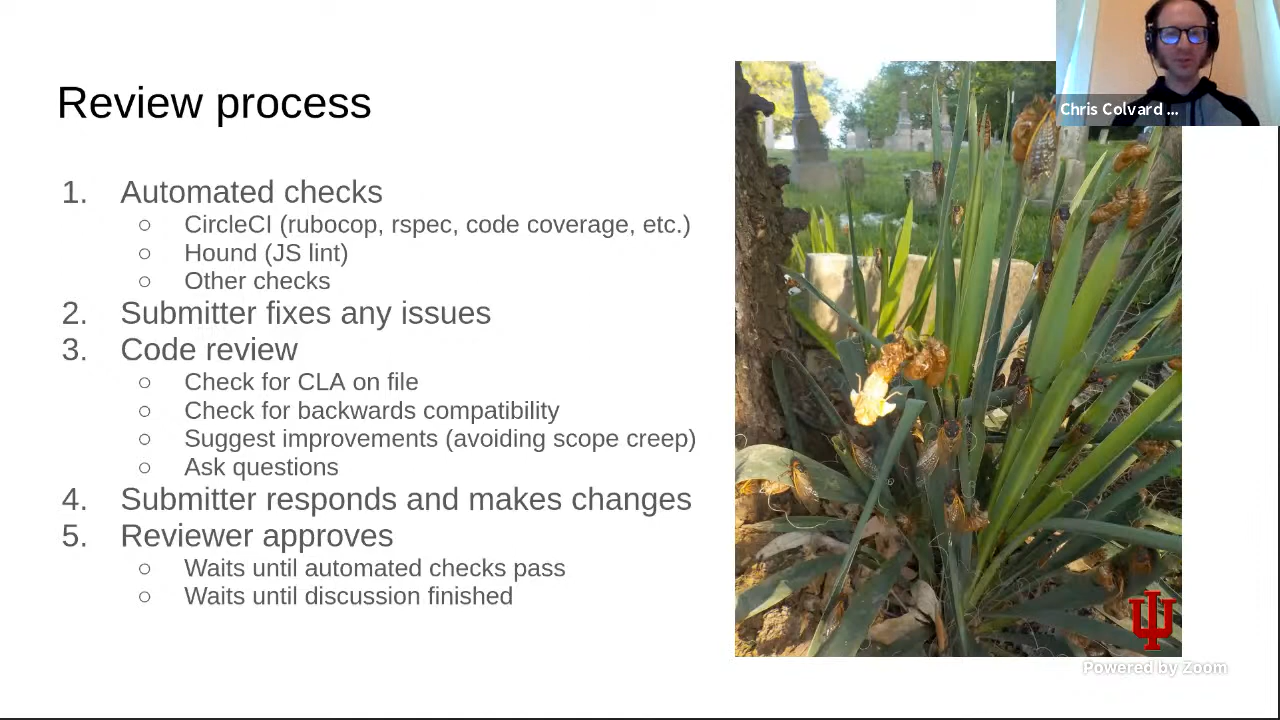 Review process
1. Automated checks
○ CircleCI (rubocop, rspec, code coverage, etc.)
○ Hound (JS lint)
○ Other checks
2. Submitter fixes any issues
3. Code review
○ Check for CLA on file
○ Check for backwards compatibility
○ Suggest improvements (avoiding scope creep)
○ Ask questions
4. Submitter responds and makes changes
5. Reviewer approves
○ Waits until automated checks pass
○ Waits until discussion finished
Chris Colvard ...
Powered by Zoom